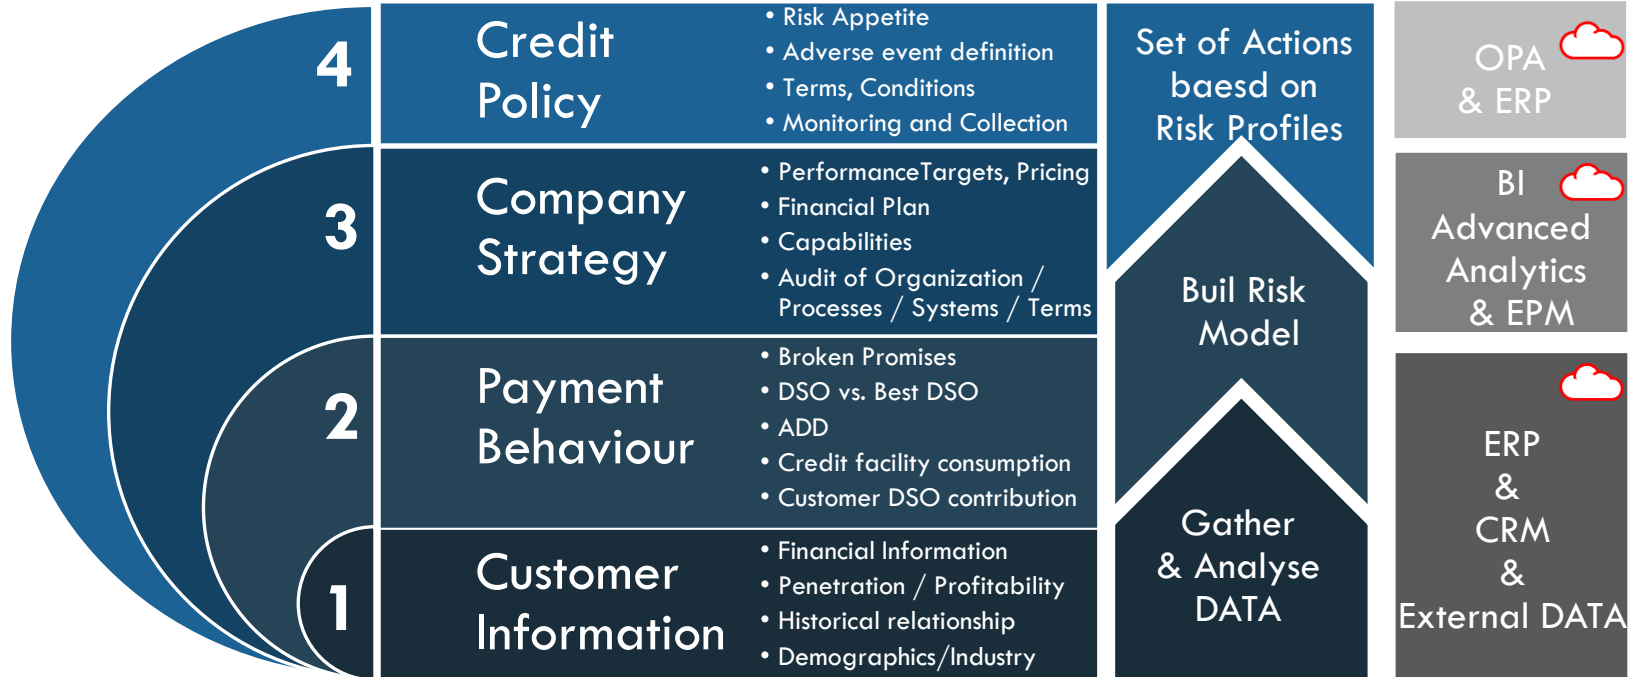 4
Credit
Policy
• Risk Appetite
• Adverse event definition
• Terms, Conditions
• Monitoring and Collection
3
Company
Strategy
• PerformanceTargets, Pricing
• Financial Plan
• Capabilities
• Audit of Organization /
Processes / Systems / Terms
2
Payment
Behaviour
• Broken Promises
• DSO vs. Best DSO
• ADD
• Credit facility consumption
• Customer DSO contribution
1
Customer
Information
• Financial Information
• Penetration / Profitability
• Historical relationship
• Demographics/Industry
Set of Actions
baesd on
Risk Profiles
Buil Risk
Model
Gather
& Analyse
DATA
OPA
& ERP
BI
Advanced
Analytics
& EPM
ERP
&
CRM
&
External DATA